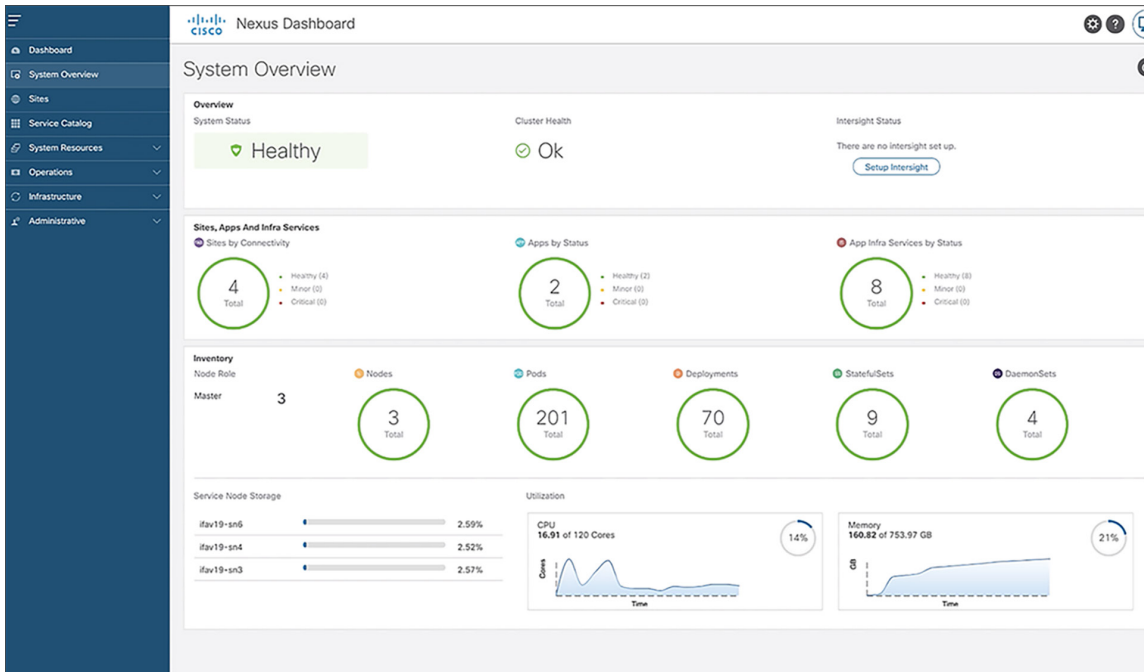 CISCO Nexus Dashboard
Dashboard
System Overview
Sites
Service Catalog
System Resources
Operations
Infrastructure
Administrative
System Overview
Overview
System Status
Healthy
Cluster Health
Ok
Intersight Status
There are no intersight set up.
Setup Intersight
Sites, Apps And Infra Services
Sites by Connectivity
4
Total
Healthy (4)
Minor (0)
Critical (0)
Apps by Status
2
Total
Healthy (2)
Minor (0)
Critical (0)
App Infra Services by Status
8
Total
Healthy (8)
Minor (0)
Critical (0)
Inventory
Node Role
Master 3
Nodes
3
Total
Pods
201
Total
Deployments
70
Total
StatefulSets
9
Total
DaemonSets
4
Total
Service Node Storage
ifav19-sn6 2.59%
ifav19-sn4 2.52%
ifav19-sn3 2.57%
Utilization
CPU
16.91 of 120 Cores
14%
Cores
Time
Memory
160.82 of 753.97 GB
21%
GB
Time